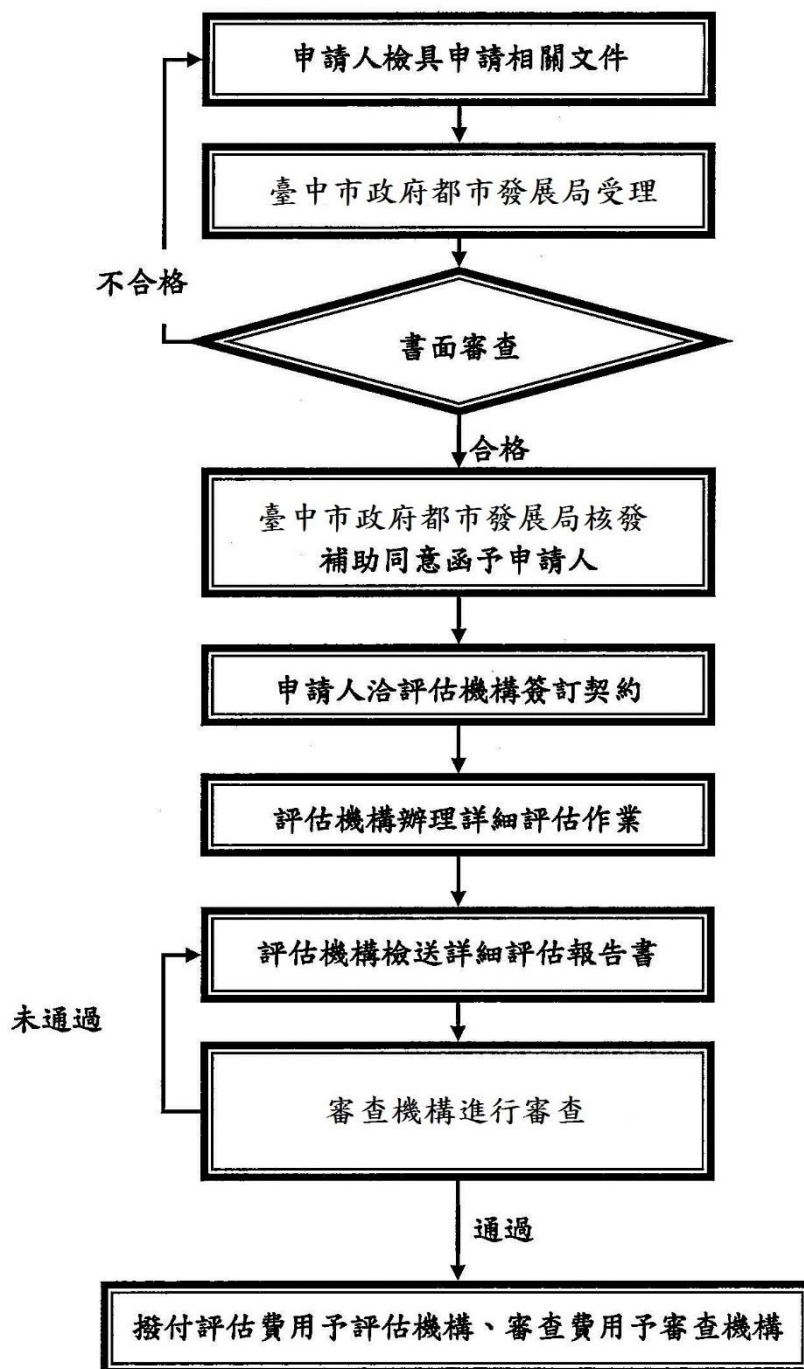 申請人檢具申請相關文件
臺中市政府都市發展局受理
不合格
書面審查
合格
臺中市政府都市發展局核發
補助同意函予申請人
申請人洽評估機構簽訂契約
評估機構辦理詳細評估作業
評估機構檢送詳細評估報告書
未通過
審查機構進行審查
通過
撥付評估費用予評估機構、審查費用予審查機構